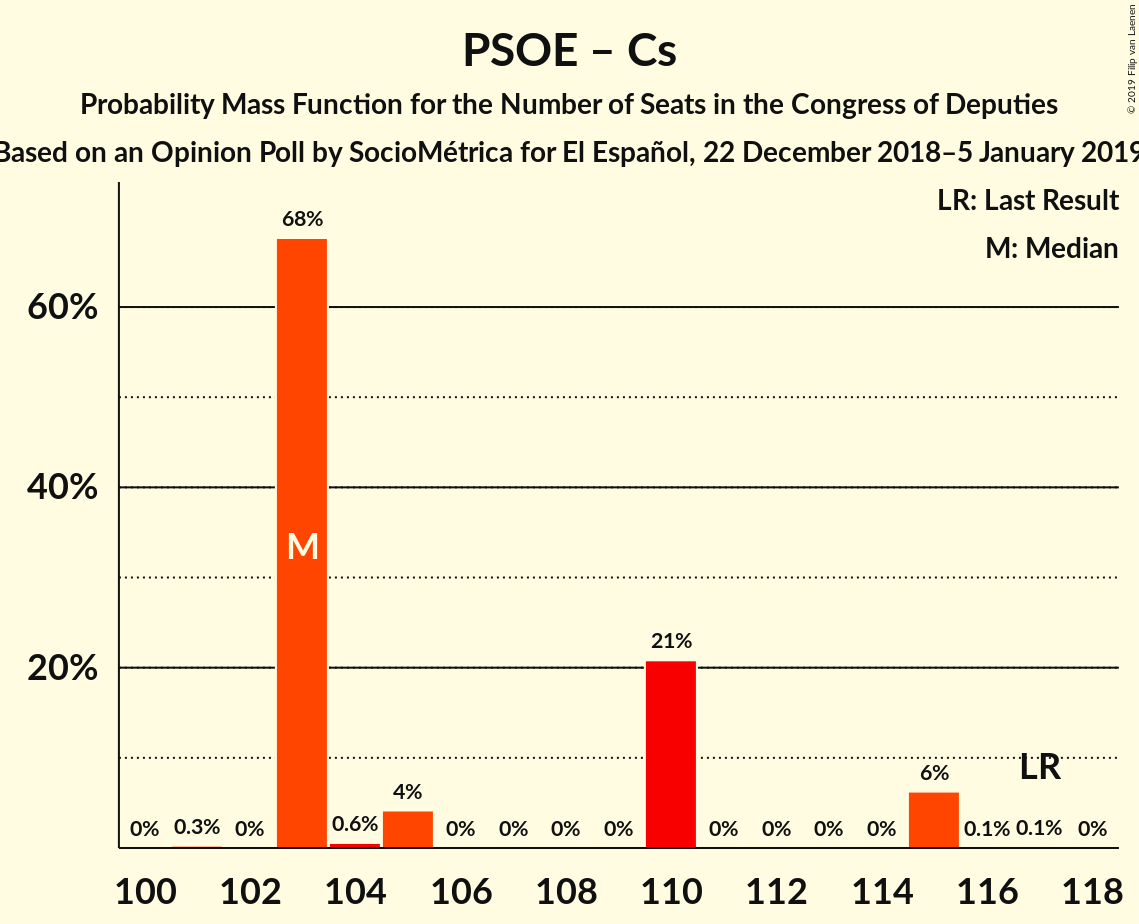 PSOE – Cs
Probability Mass Function for the Number of Seats in the Congress of Deputies
Based on an Opinion Poll by SocioMétrica for El Español, 22 December 2018–5 January 2019
© 2019 Filip van Laenen
LR: Last Result
M: Median
60%
40%
20%
0% 0.3% 0% 68% 0.6% 4% 0% 0% 0% 0% 21% 0% 0% 0% 0% 6% 0.1% 0.1% 0%
M
LR
100 102 104 106 108 110 112 114 116 118